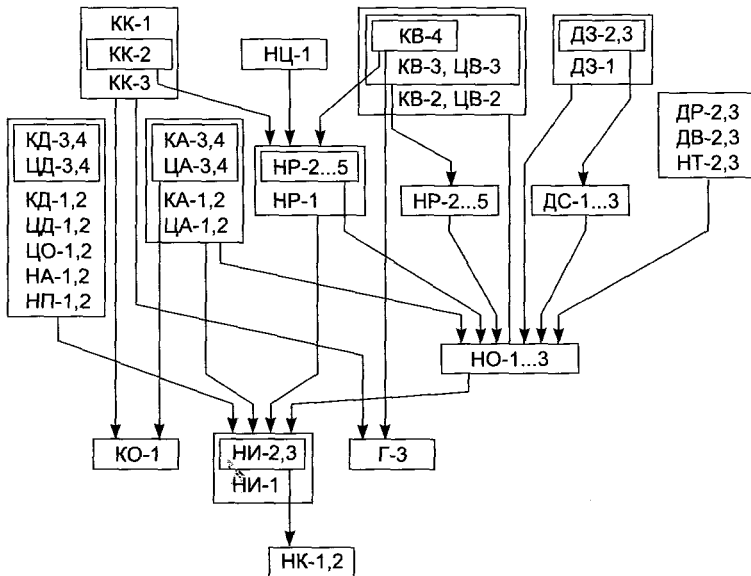 КК-1
КК-2
КК-3
НЦ-1
КВ-4
КВ-3, ЦВ-3
КВ-2, ЦВ-2
ДЗ-2,3
ДЗ-1
ДР-2,3
ДВ-2,3
НТ-2,3
КД-3,4
ЦД-3,4
КД-1,2
ЦД-1,2
ЦО-1,2
НА-1,2
НП-1,2
КА-3,4
ЦА-3,4
КА-1,2
ЦА-1,2
НР-2...5
НР-1
НР-2...5
ДС-1...3
НО-1...3
КО-1
НИ-2,3
НИ-1
Г-3
НК-1,2